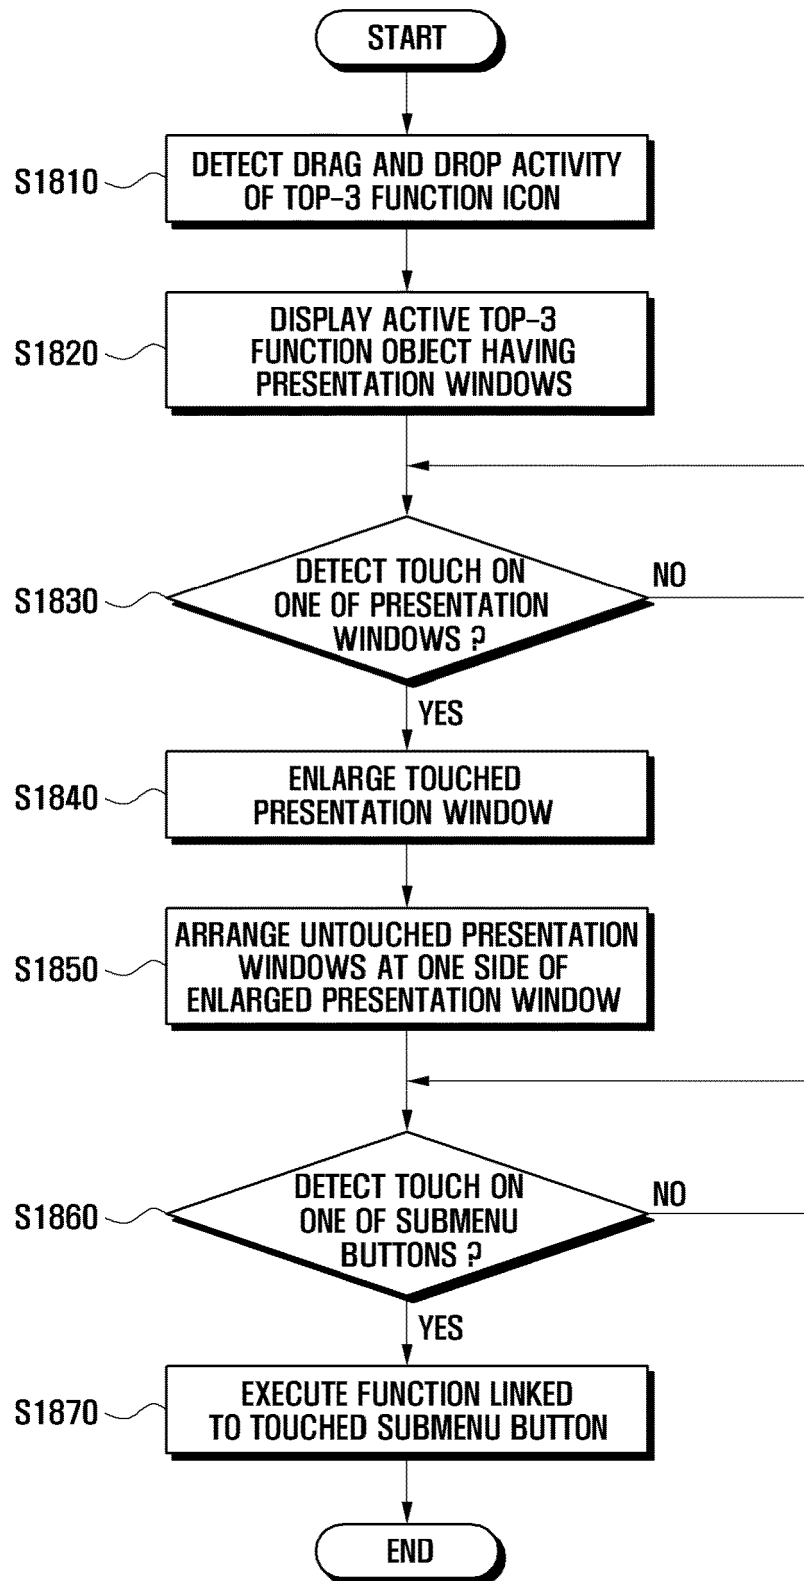 START
S1810
DETECT DRAG AND DROP ACTIVITY
OF TOP-3 FUNCTION ICON
S1820
DISPLAY ACTIVE TOP-3
FUNCTION OBJECT HAVING
PRESENTATION WINDOWS
S1830
DETECT TOUCH ON
ONE OF PRESENTATION
WINDOWS ?
NO
YES
S1840
ENLARGE TOUCHED
PRESENTATION WINDOW
S1850
ARRANGE UNTOUCHED PRESENTATION
WINDOWS AT ONE SIDE OF
ENLARGED PRESENTATION WINDOW
S1860
DETECT TOUCH ON
ONE OF SUBMENU
BUTTONS ?
NO
YES
S1870
EXECUTE FUNCTION LINKED
TO TOUCHED SUBMENU BUTTON
END